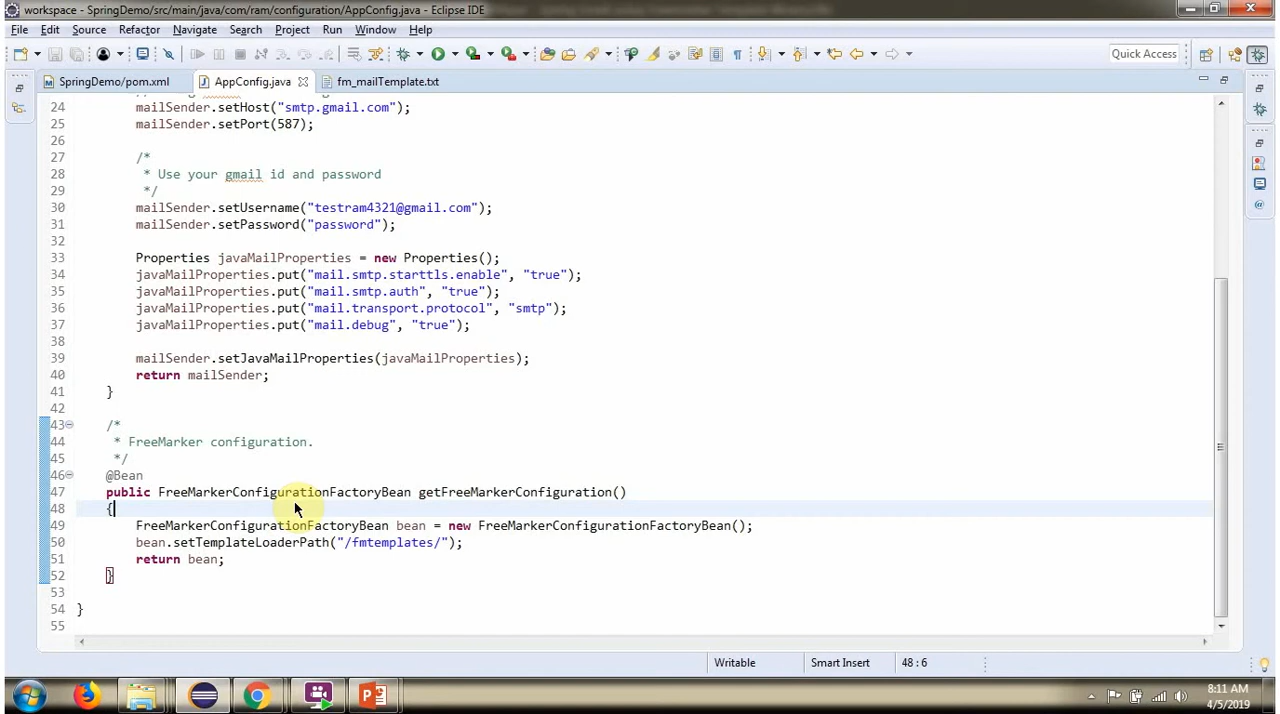 workspace - SpringDemo/src/main/java/com/ram/configuration/AppConfig.java - Eclipse IDE
File Edit Source Refactor Navigate Search Project Run Window Help
Quick Access
SpringDemo/pom.xml AppConfig.java fm_mailTemplate.txt
24 mailSender.setHost("smtp.gmail.com");
25 mailSender.setPort(587);
26
27 /*
28 * Use your gmail id and password
29 */
30 mailSender.setUsername("testram4321@gmail.com");
31 mailSender.setPassword("password");
32
33 Properties javaMailProperties = new Properties();
34 javaMailProperties.put("mail.smtp.starttls.enable", "true");
35 javaMailProperties.put("mail.smtp.auth", "true");
36 javaMailProperties.put("mail.transport.protocol", "smtp");
37 javaMailProperties.put("mail.debug", "true");
38
39 mailSender.setJavaMailProperties(javaMailProperties);
40 return mailSender;
41 }
42
43 /*
44 * FreeMarker configuration.
45 */
46 @Bean
47 public FreeMarkerConfigurationFactoryBean getFreeMarkerConfiguration()
48 {
49 FreeMarkerConfigurationFactoryBean bean = new FreeMarkerConfigurationFactoryBean();
50 bean.setTemplateLoaderPath("/fmtemplates/");
51 return bean;
52 }
53
54 }
55
Writable Smart Insert 48 : 6
8:11 AM
4/5/2019